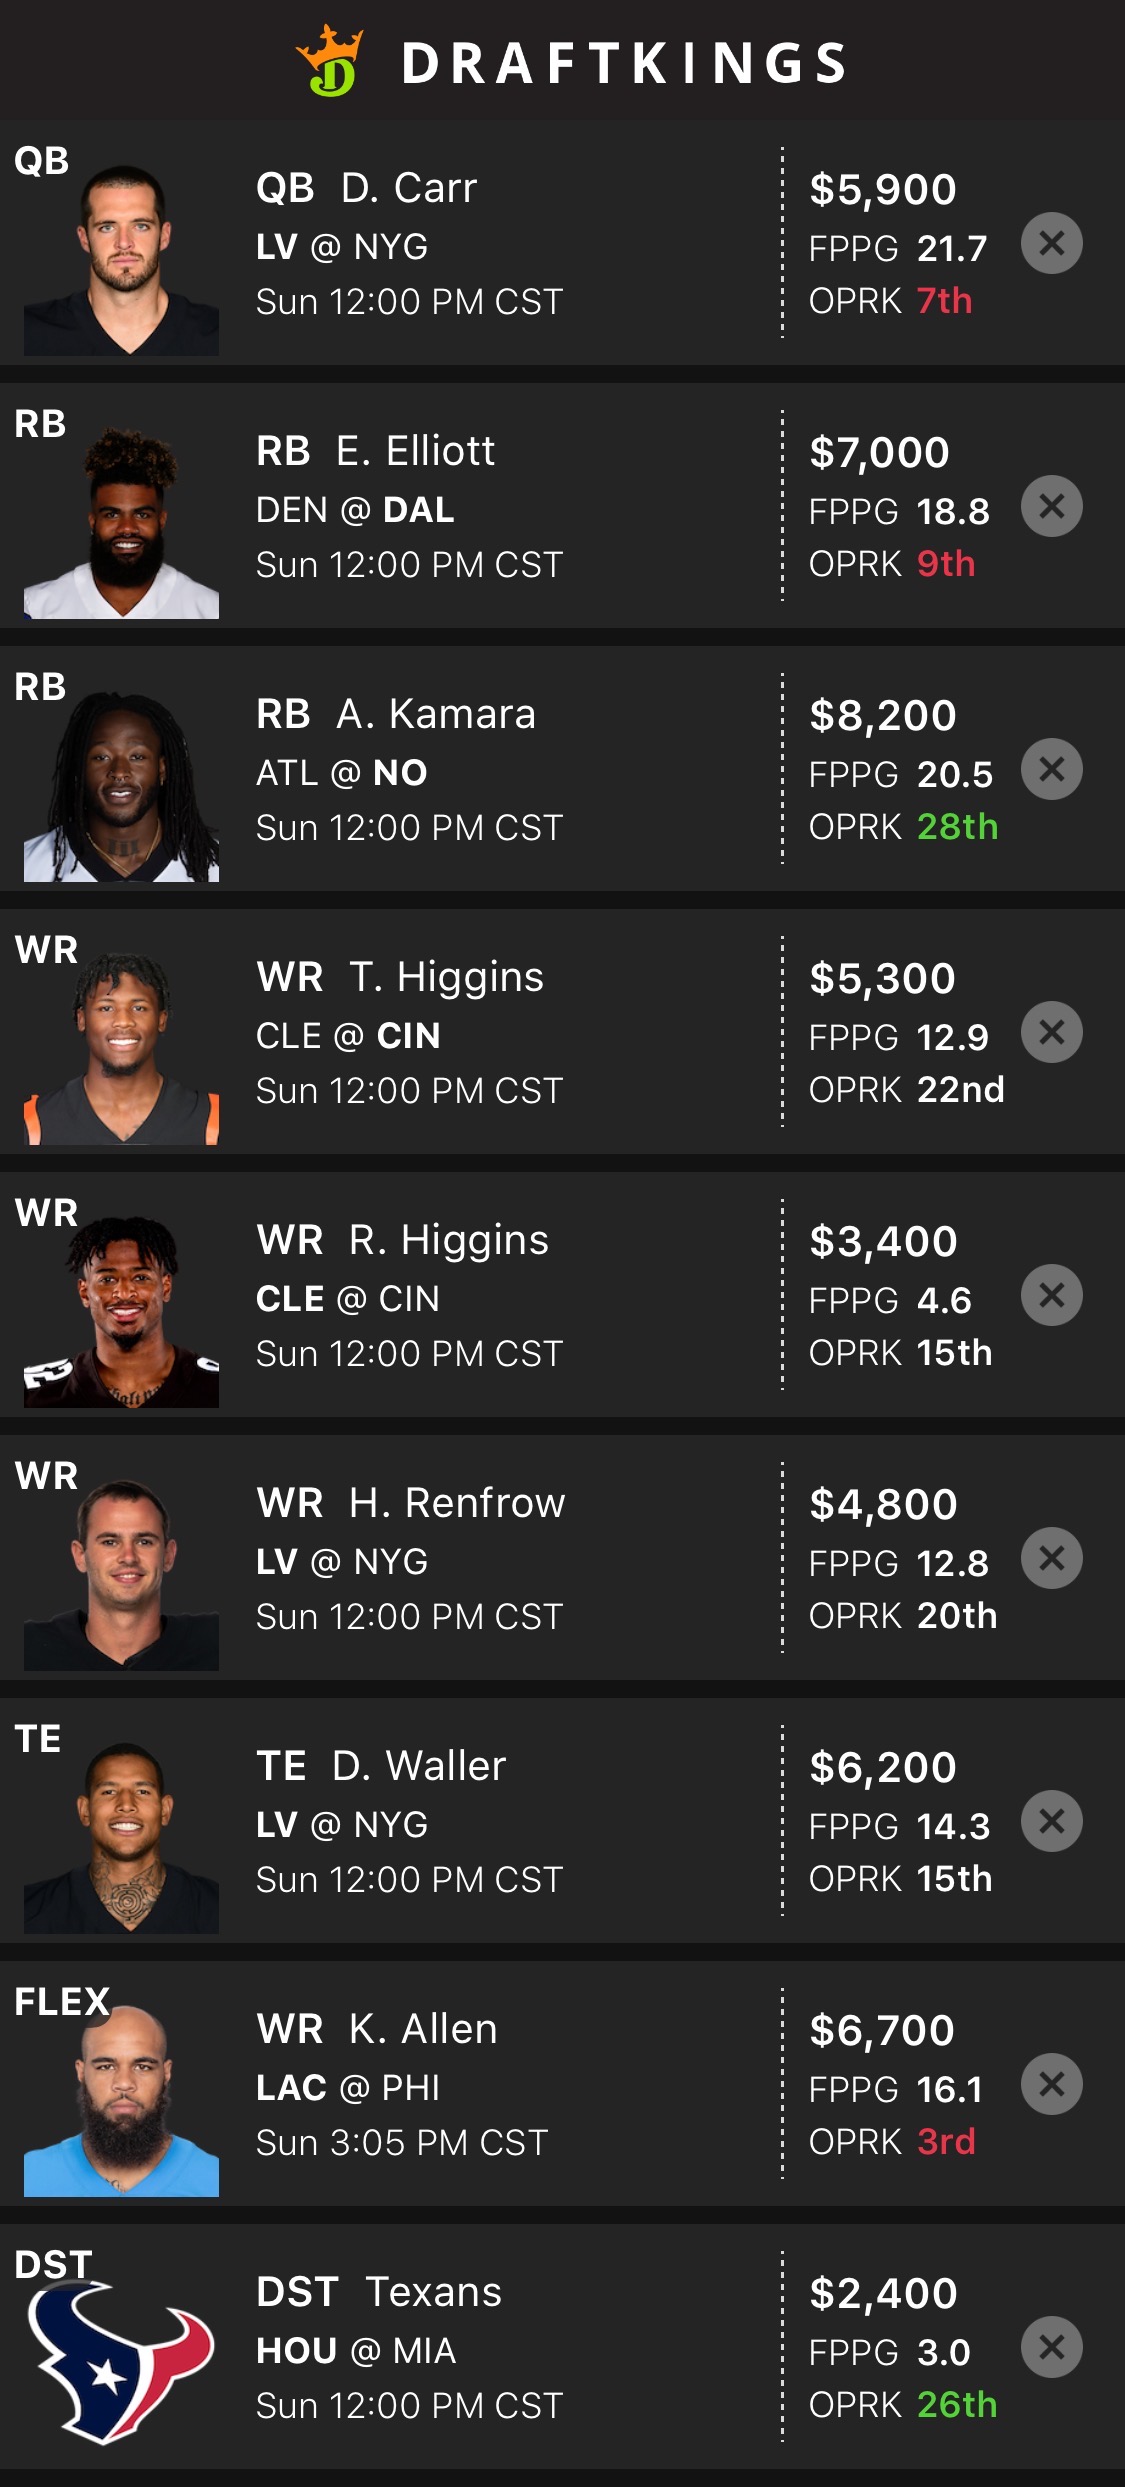 DRAFTKINGS
QB
QB D. Carr
$5,900
LV @ NYG
FPPG 21.7
Sun 12:00 PM CST
OPRK 7th
RB
RB E. Elliott
$7,000
DEN @ DAL
FPPG 18.8
Sun 12:00 PM CST
OPRK 9th
RB
RB A. Kamara
$8,200
ATL @ NO
FPPG 20.5
Sun 12:00 PM CST
OPRK 28th
WR
WR T. Higgins
$5,300
CLE @ CIN
FPPG 12.9
Sun 12:00 PM CST
OPRK 22nd
WR
WR R. Higgins
$3,400
CLE @ CIN
FPPG 4.6
Sun 12:00 PM CST
OPRK 15th
WR
WR H. Renfrow
$4,800
LV @ NYG
FPPG 12.8
Sun 12:00 PM CST
OPRK 20th
TE
TE D. Waller
$6,200
LV @ NYG
FPPG 14.3
Sun 12:00 PM CST
OPRK 15th
FLEX
WR K. Allen
$6,700
LAC @ PHI
FPPG 16.1
Sun 3:05 PM CST
OPRK 3rd
DST
DST Texans
$2,400
HOU @ MIA
FPPG 3.0
Sun 12:00 PM CST
OPRK 26th